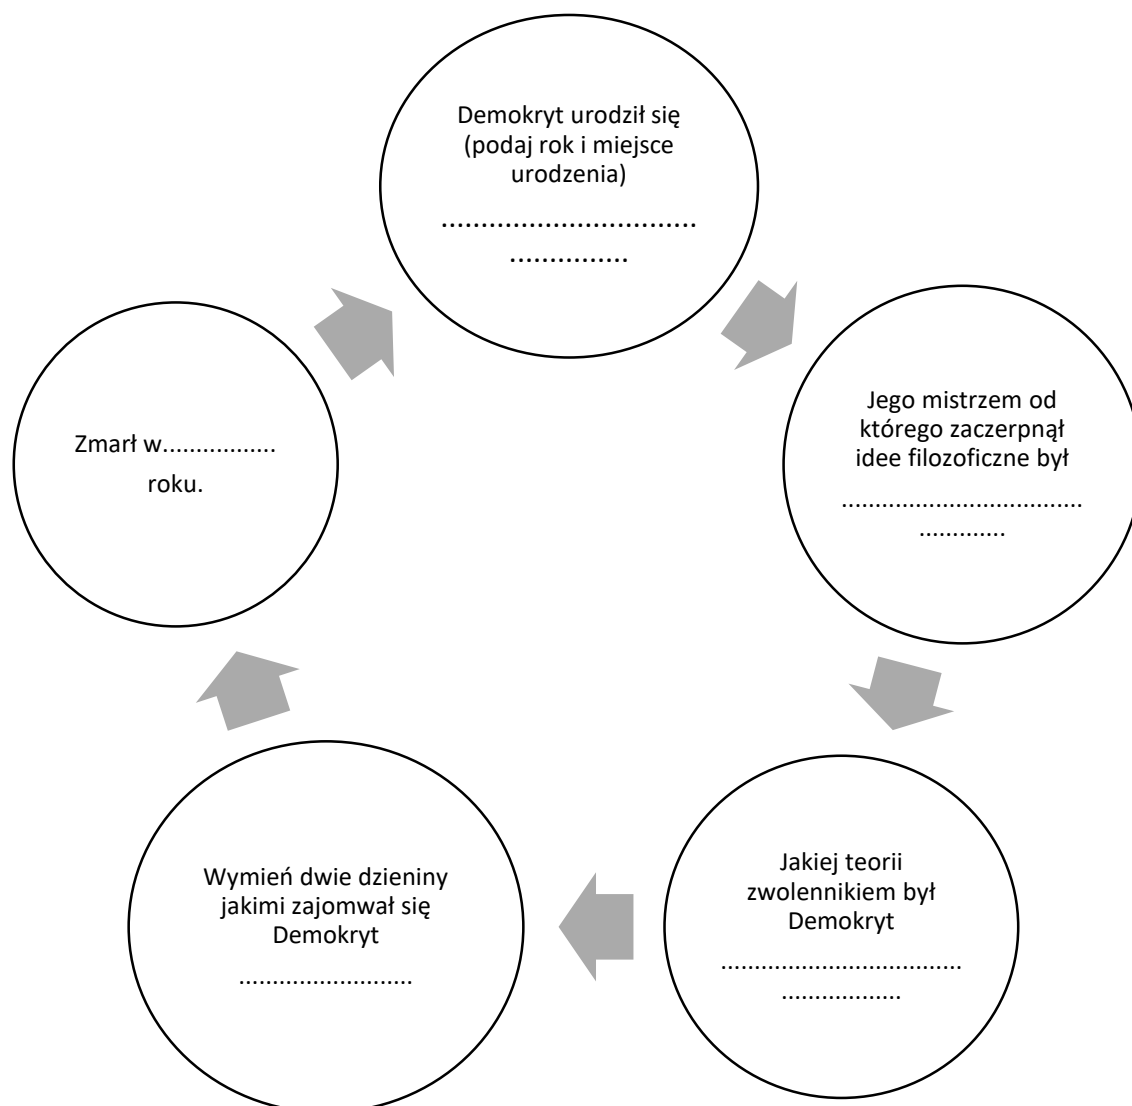 Demokryt urodził się
(podaj rok i miejsce
urodzenia)
................................
...............
Jego mistrzem od
którego zaczerpnął
idee filozoficzne był
....................................
.............
Jakiej teorii
zwolennikiem był
Demokryt
....................................
..................
Wymień dwie dzieniny
jakimi zajomwał się
Demokryt
..........................
Zmarł w.................
roku.